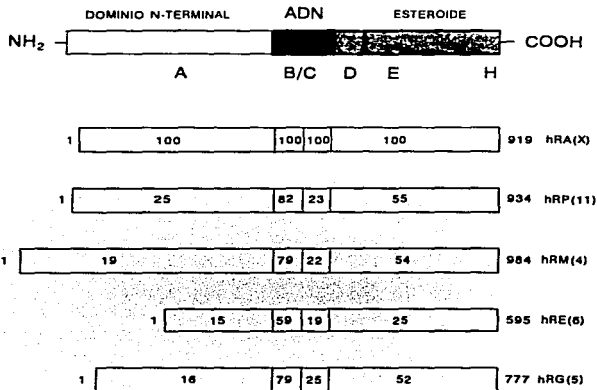 DOMINIO N-TERMINAL ADN ESTEROIDE
NH₂ COOH
A B/C D E H
1 100 100 100 100 919 hRA(X)
1 25 82 23 55 934 hRP(11)
1 19 79 22 54 984 hRM(4)
1 15 59 19 25 595 hRE(6)
1 16 79 25 52 777 hRG(5)